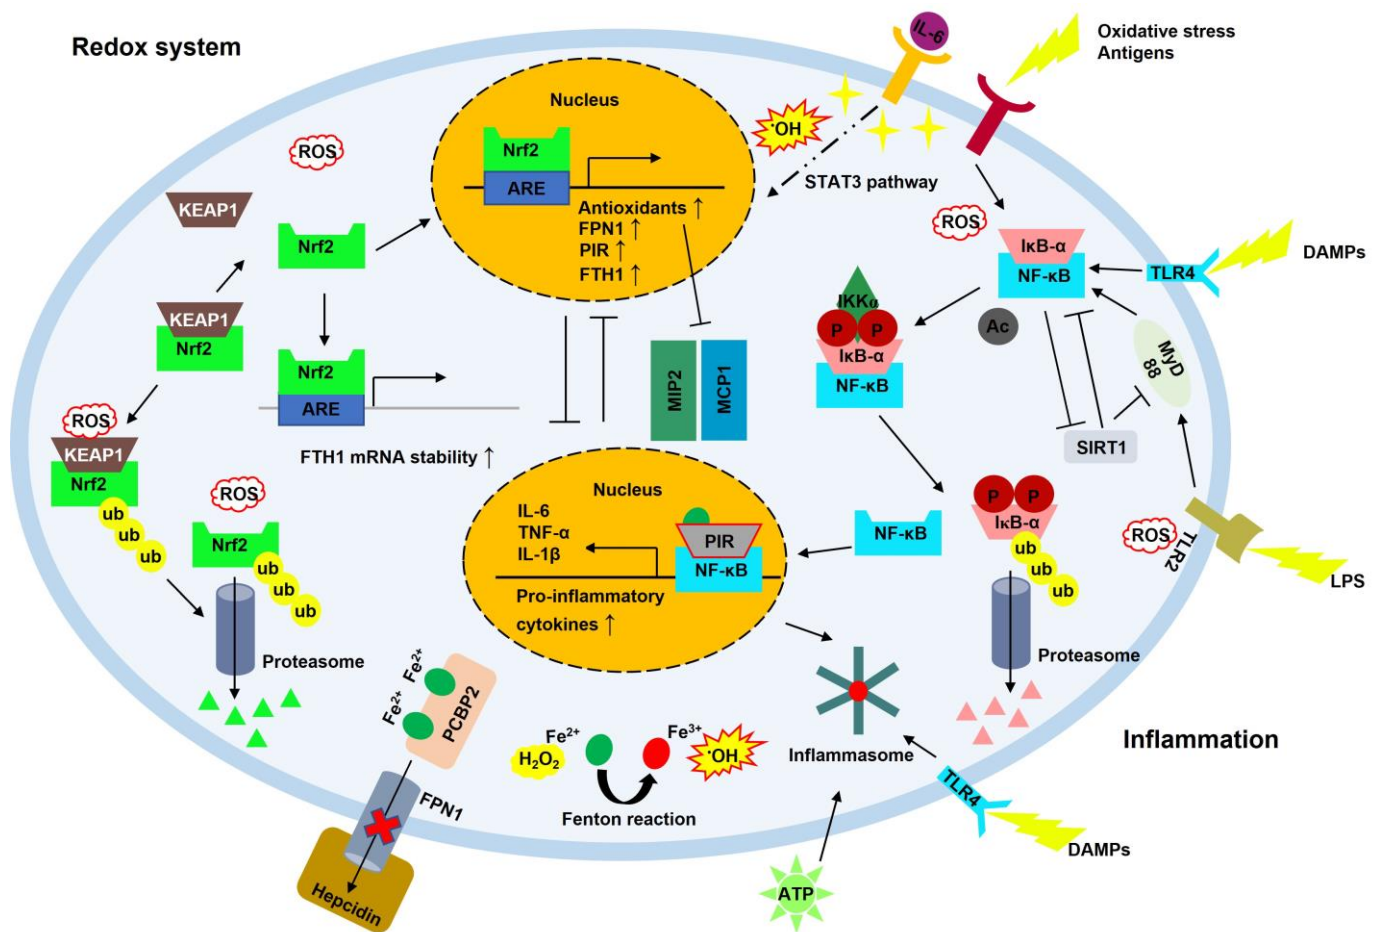 Redox system
IL-6
Oxidative stress
Antigens
Nucleus
•OH
ROS
Nrf2
ARE
STAT3 pathway
KEAP1
Antioxidants ↑
FPN1 ↑
PIR ↑
FTH1 ↑
ROS
IκB-α
NF-κB
TLR4
DAMPs
Nrf2
IKKα
P
P
IκB-α
NF-κB
Ac
MyD
88
KEAP1
Nrf2
MIP2
MCP1
Nrf2
ARE
SIRT1
ROS
KEAP1
Nrf2
ub
ub
ub
FTH1 mRNA stability ↑
ROS
Nrf2
ub
ub
ub
Nucleus
IL-6
TNF-α
IL-1β
PIR
NF-κB
Pro-inflammatory
cytokines ↑
NF-κB
P
P
IκB-α
ub
ub
ub
ROS
TLR2
LPS
Proteasome
Proteasome
Fe2+
Fe2+
PCBP2
FPN1
Hepcidin
H2O2
Fe2+
Fe3+
•OH
Fenton reaction
Inflammasome
Inflammation
TLR4
DAMPs
ATP